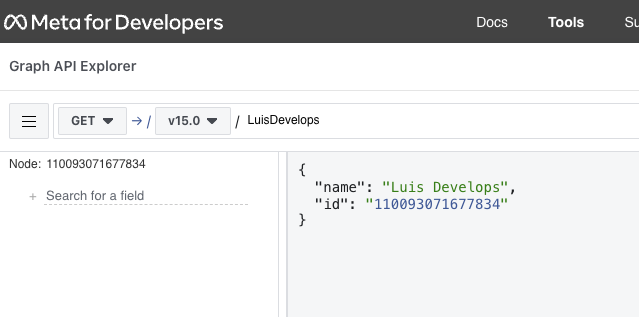 Meta for Developers
Docs Tools
Graph API Explorer
GET → / v15.0 / LuisDevelops
Node: 110093071677834
+ Search for a field
{
"name": "Luis Develops",
"id": "110093071677834"
}